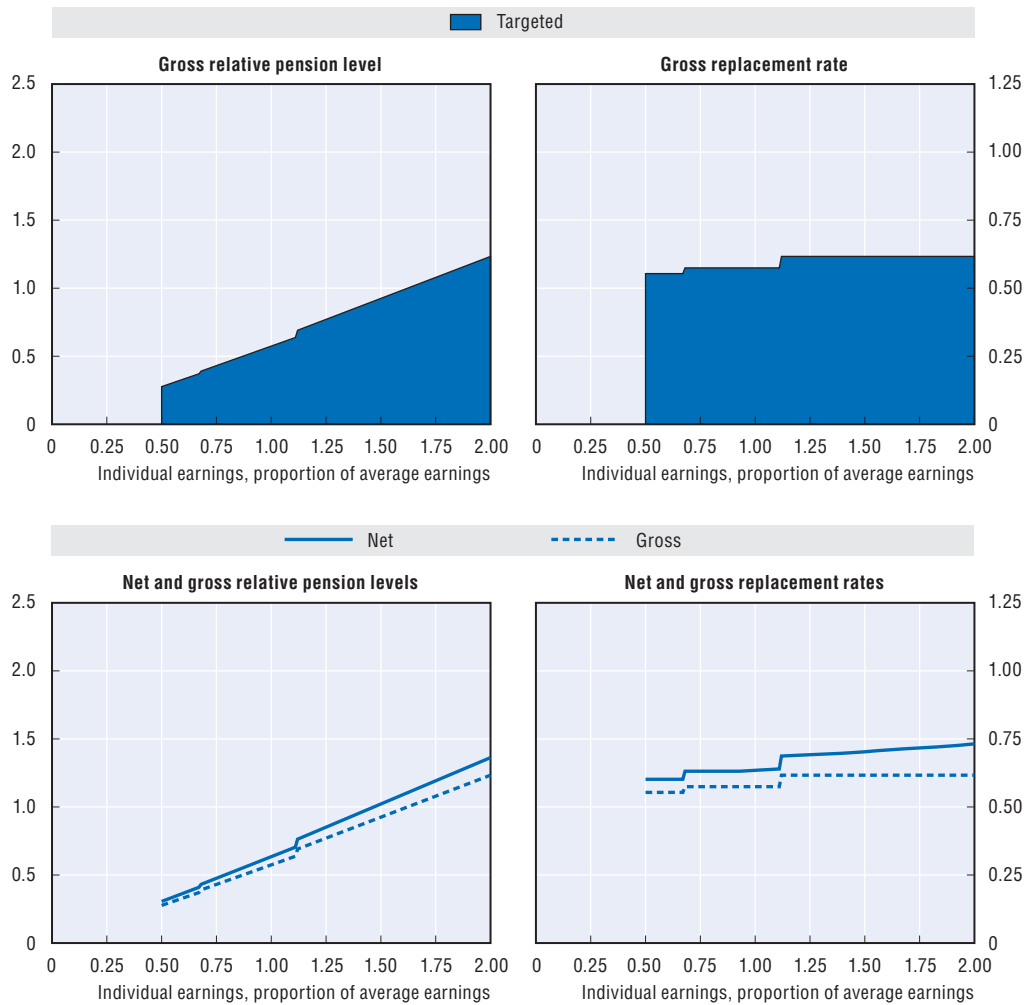 Targeted
Gross relative pension level
Gross replacement rate
2.5
2.0
1.5
1.0
0.5
0
1.25
1.00
0.75
0.50
0.25
0
0 0.25 0.50 0.75 1.00 1.25 1.50 1.75 2.00
Individual earnings, proportion of average earnings
0 0.25 0.50 0.75 1.00 1.25 1.50 1.75 2.00
Individual earnings, proportion of average earnings
Net Gross
Net and gross relative pension levels
Net and gross replacement rates
2.5
2.0
1.5
1.0
0.5
0
1.25
1.00
0.75
0.50
0.25
0
0 0.25 0.50 0.75 1.00 1.25 1.50 1.75 2.00
Individual earnings, proportion of average earnings
0 0.25 0.50 0.75 1.00 1.25 1.50 1.75 2.00
Individual earnings, proportion of average earnings